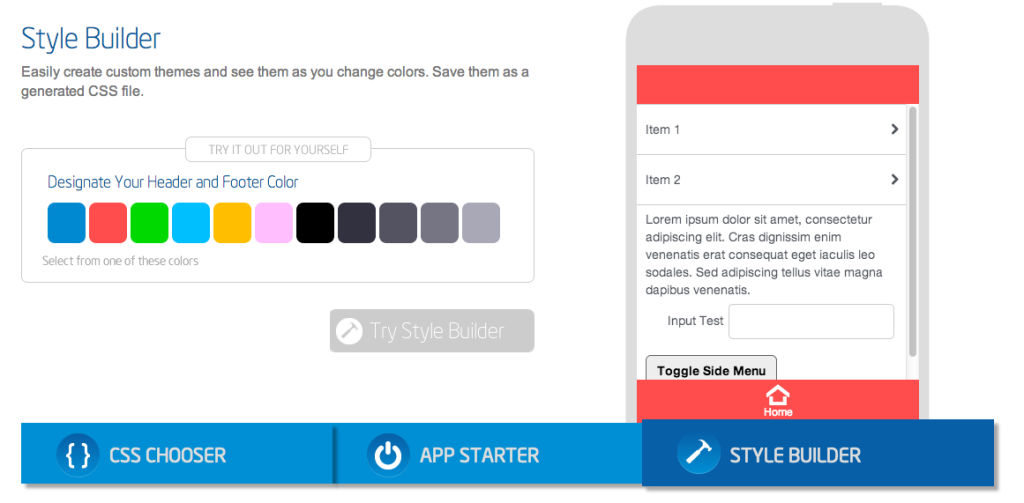 Style Builder
Easily create custom themes and see them as you change colors. Save them as a
generated CSS file.
TRY IT OUT FOR YOURSELF
Designate Your Header and Footer Color
Select from one of these colors
Try Style Builder
Item 1
Item 2
Lorem ipsum dolor sit amet, consectetur
adipiscing elit. Cras dignissim enim
venenatis erat consequat eget iaculis leo
sodales. Sed adipiscing tellus vitae magna
dapibus venenatis.
Input Test
Toggle Side Menu
Home
{ } CSS CHOOSER
APP STARTER
STYLE BUILDER